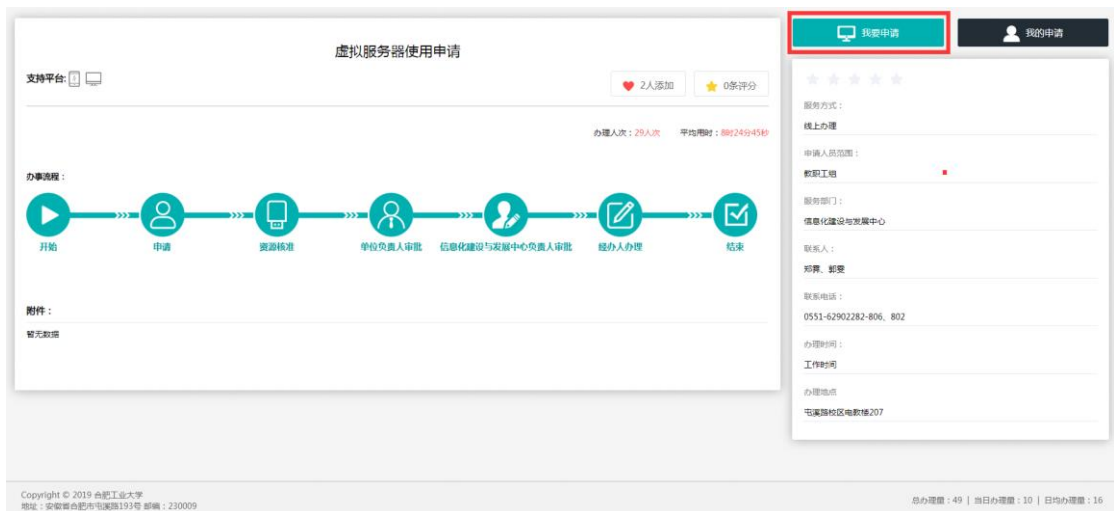 我要申请
我的申请
虚拟服务器使用申请
支持平台:
2人添加
0条评分
办理人次：29人次 平均用时：8时24分45秒
办事流程：
开始
申请
资源核准
单位负责人审批
信息化建设与发展中心负责人审批
经办人办理
结束
附件：
暂无数据
服务方式：
线上办理
申请人员范围：
教职工组
服务部门：
信息化建设与发展中心
联系人：
郑霄、郭雯
联系电话：
0551-62902282-806、802
办理时间：
工作时间
办理地点
屯溪路校区电教楼207
Copyright © 2019 合肥工业大学
地址：安徽省合肥市屯溪路193号 邮编：230009
总办理量：49 | 当日办理量：10 | 日均办理量：16